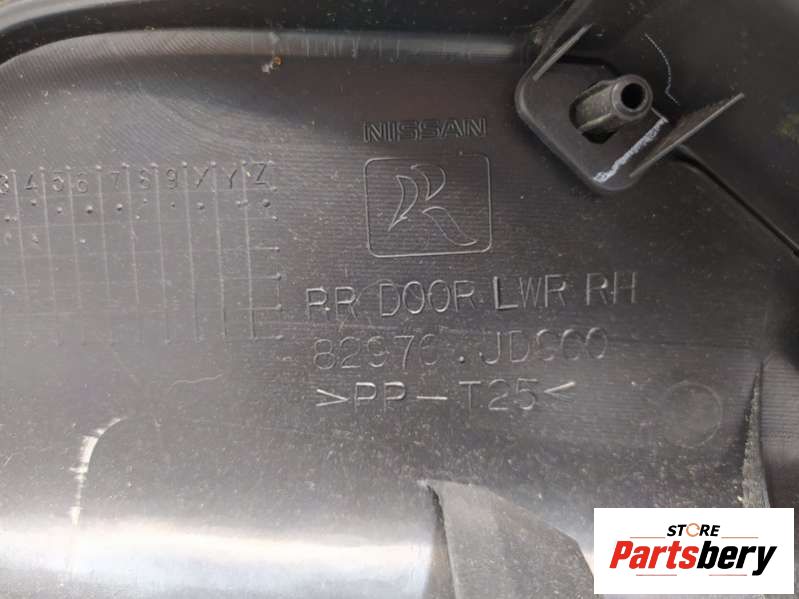 NISSAN
3 4 5 6 7 8 9 X Y Z
R
RR DOOR LWR RH
82976.JD900
>PP-T25<
STORE
Partsbery